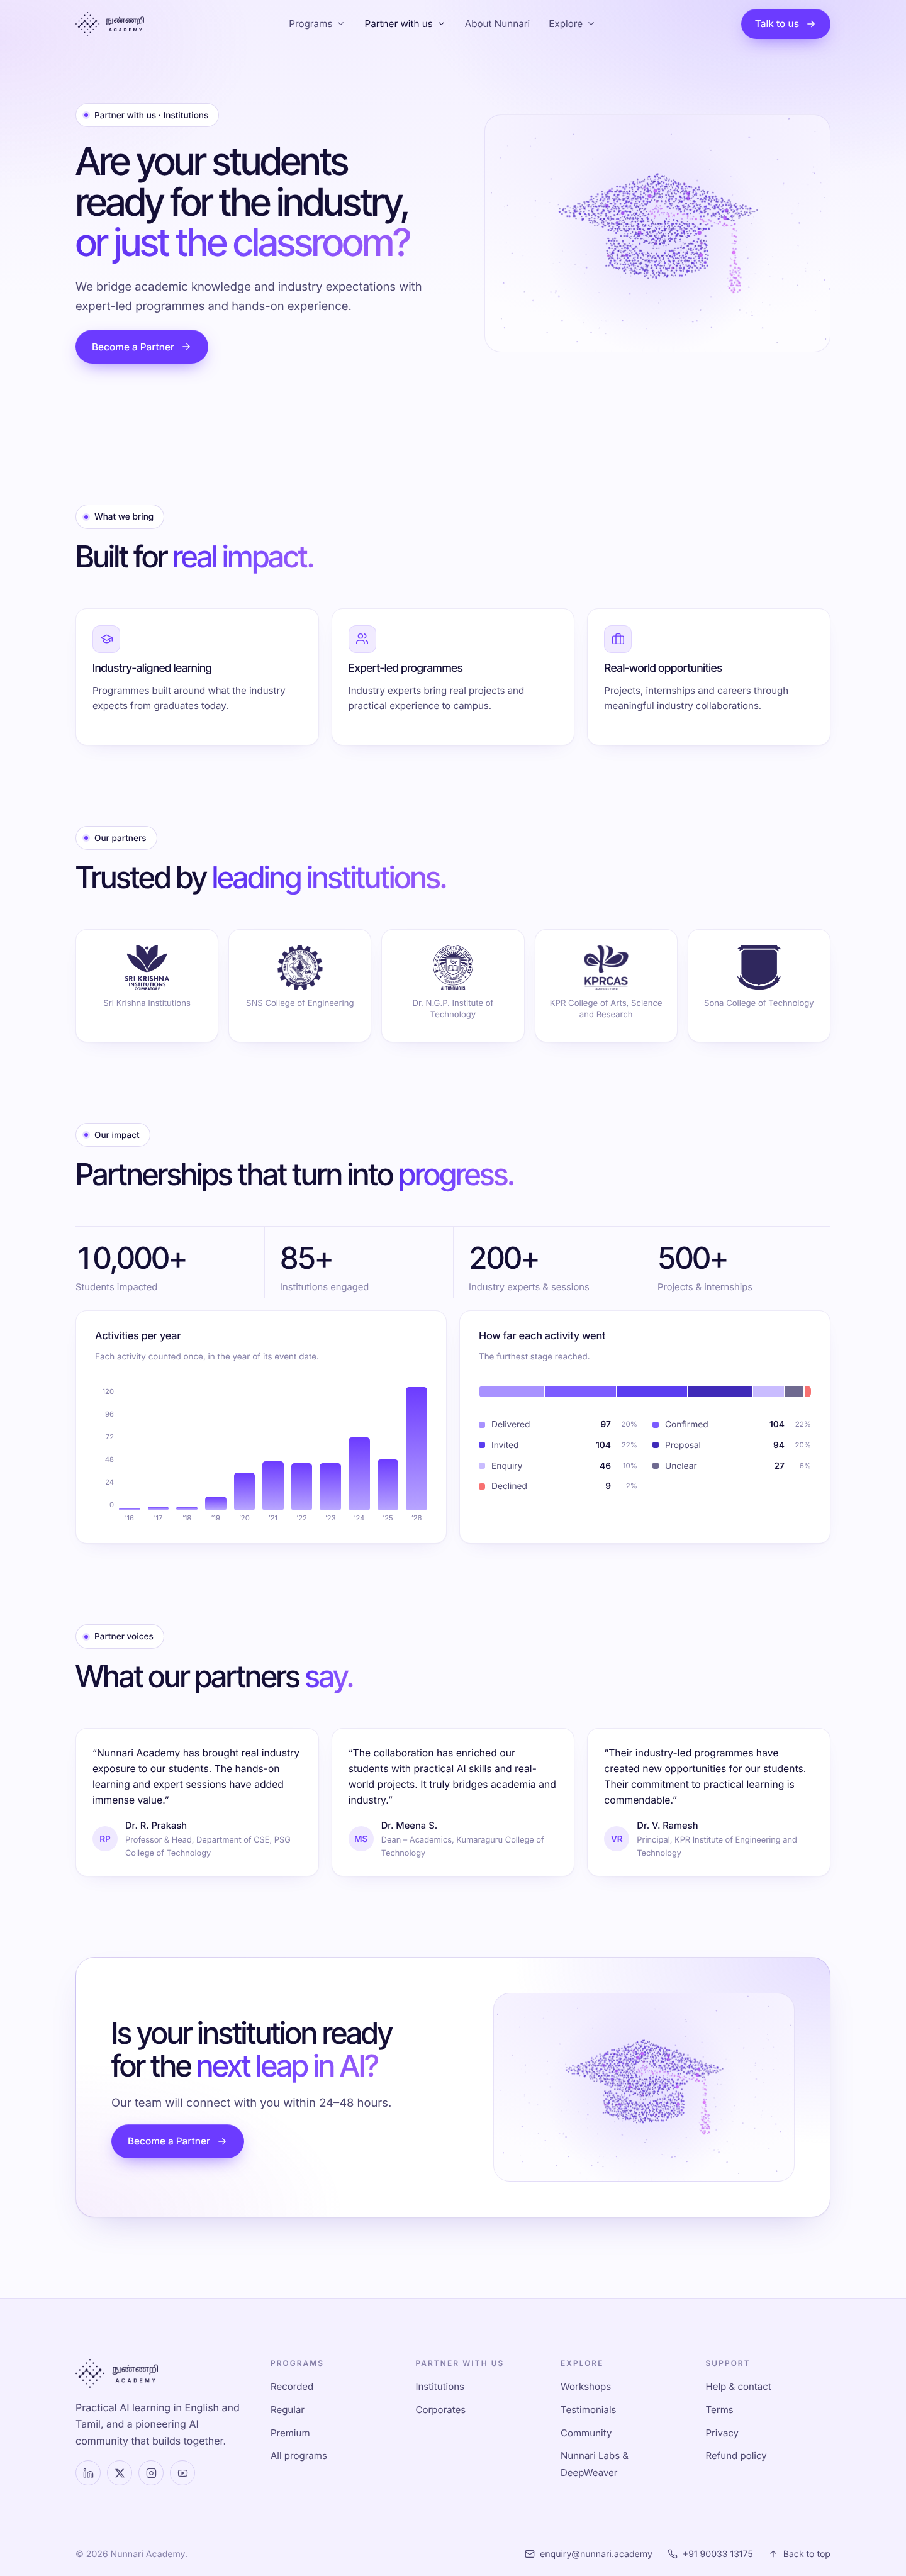 நுண்ணறி
ACADEMY
Programs
Partner with us
About Nunnari
Explore
Talk to us
Partner with us · Institutions
Are your students
ready for the industry,
or just the classroom?
We bridge academic knowledge and industry expectations with
expert-led programmes and hands-on experience.
Become a Partner
What we bring
Built for real impact.
Industry-aligned learning
Programmes built around what the industry
expects from graduates today.
Expert-led programmes
Industry experts bring real projects and
practical experience to campus.
Real-world opportunities
Projects, internships and careers through
meaningful industry collaborations.
Our partners
Trusted by leading institutions.
SRI KRISHNA
INSTITUTIONS
COIMBATORE
Sri Krishna Institutions
SNS College of Engineering
AUTONOMOUS
Dr. N.G.P. Institute of
Technology
KPRCAS
KPR College of Arts, Science
and Research
Sona College of Technology
Our impact
Partnerships that turn into progress.
10,000+
Students impacted
85+
Institutions engaged
200+
Industry experts & sessions
500+
Projects & internships
Activities per year
Each activity counted once, in the year of its event date.
120
96
72
48
24
0
'16 '17 '18 '19 '20 '21 '22 '23 '24 '25 '26
How far each activity went
The furthest stage reached.
Delivered 97 20%
Confirmed 104 22%
Invited 104 22%
Proposal 94 20%
Enquiry 46 10%
Unclear 27 6%
Declined 9 2%
Partner voices
What our partners say.
“Nunnari Academy has brought real industry
exposure to our students. The hands-on
learning and expert sessions have added
immense value.”
RP
Dr. R. Prakash
Professor & Head, Department of CSE, PSG
College of Technology
“The collaboration has enriched our
students with practical AI skills and real-
world projects. It truly bridges academia and
industry.”
MS
Dr. Meena S.
Dean – Academics, Kumaraguru College of
Technology
“Their industry-led programmes have
created new opportunities for our students.
Their commitment to practical learning is
commendable.”
VR
Dr. V. Ramesh
Principal, KPR Institute of Engineering and
Technology
Is your institution ready
for the next leap in AI?
Our team will connect with you within 24–48 hours.
Become a Partner
நுண்ணறி
ACADEMY
Practical AI learning in English and
Tamil, and a pioneering AI
community that builds together.
PROGRAMS
Recorded
Regular
Premium
All programs
PARTNER WITH US
Institutions
Corporates
EXPLORE
Workshops
Testimonials
Community
Nunnari Labs &
DeepWeaver
SUPPORT
Help & contact
Terms
Privacy
Refund policy
© 2026 Nunnari Academy.
enquiry@nunnari.academy
+91 90033 13175
Back to top